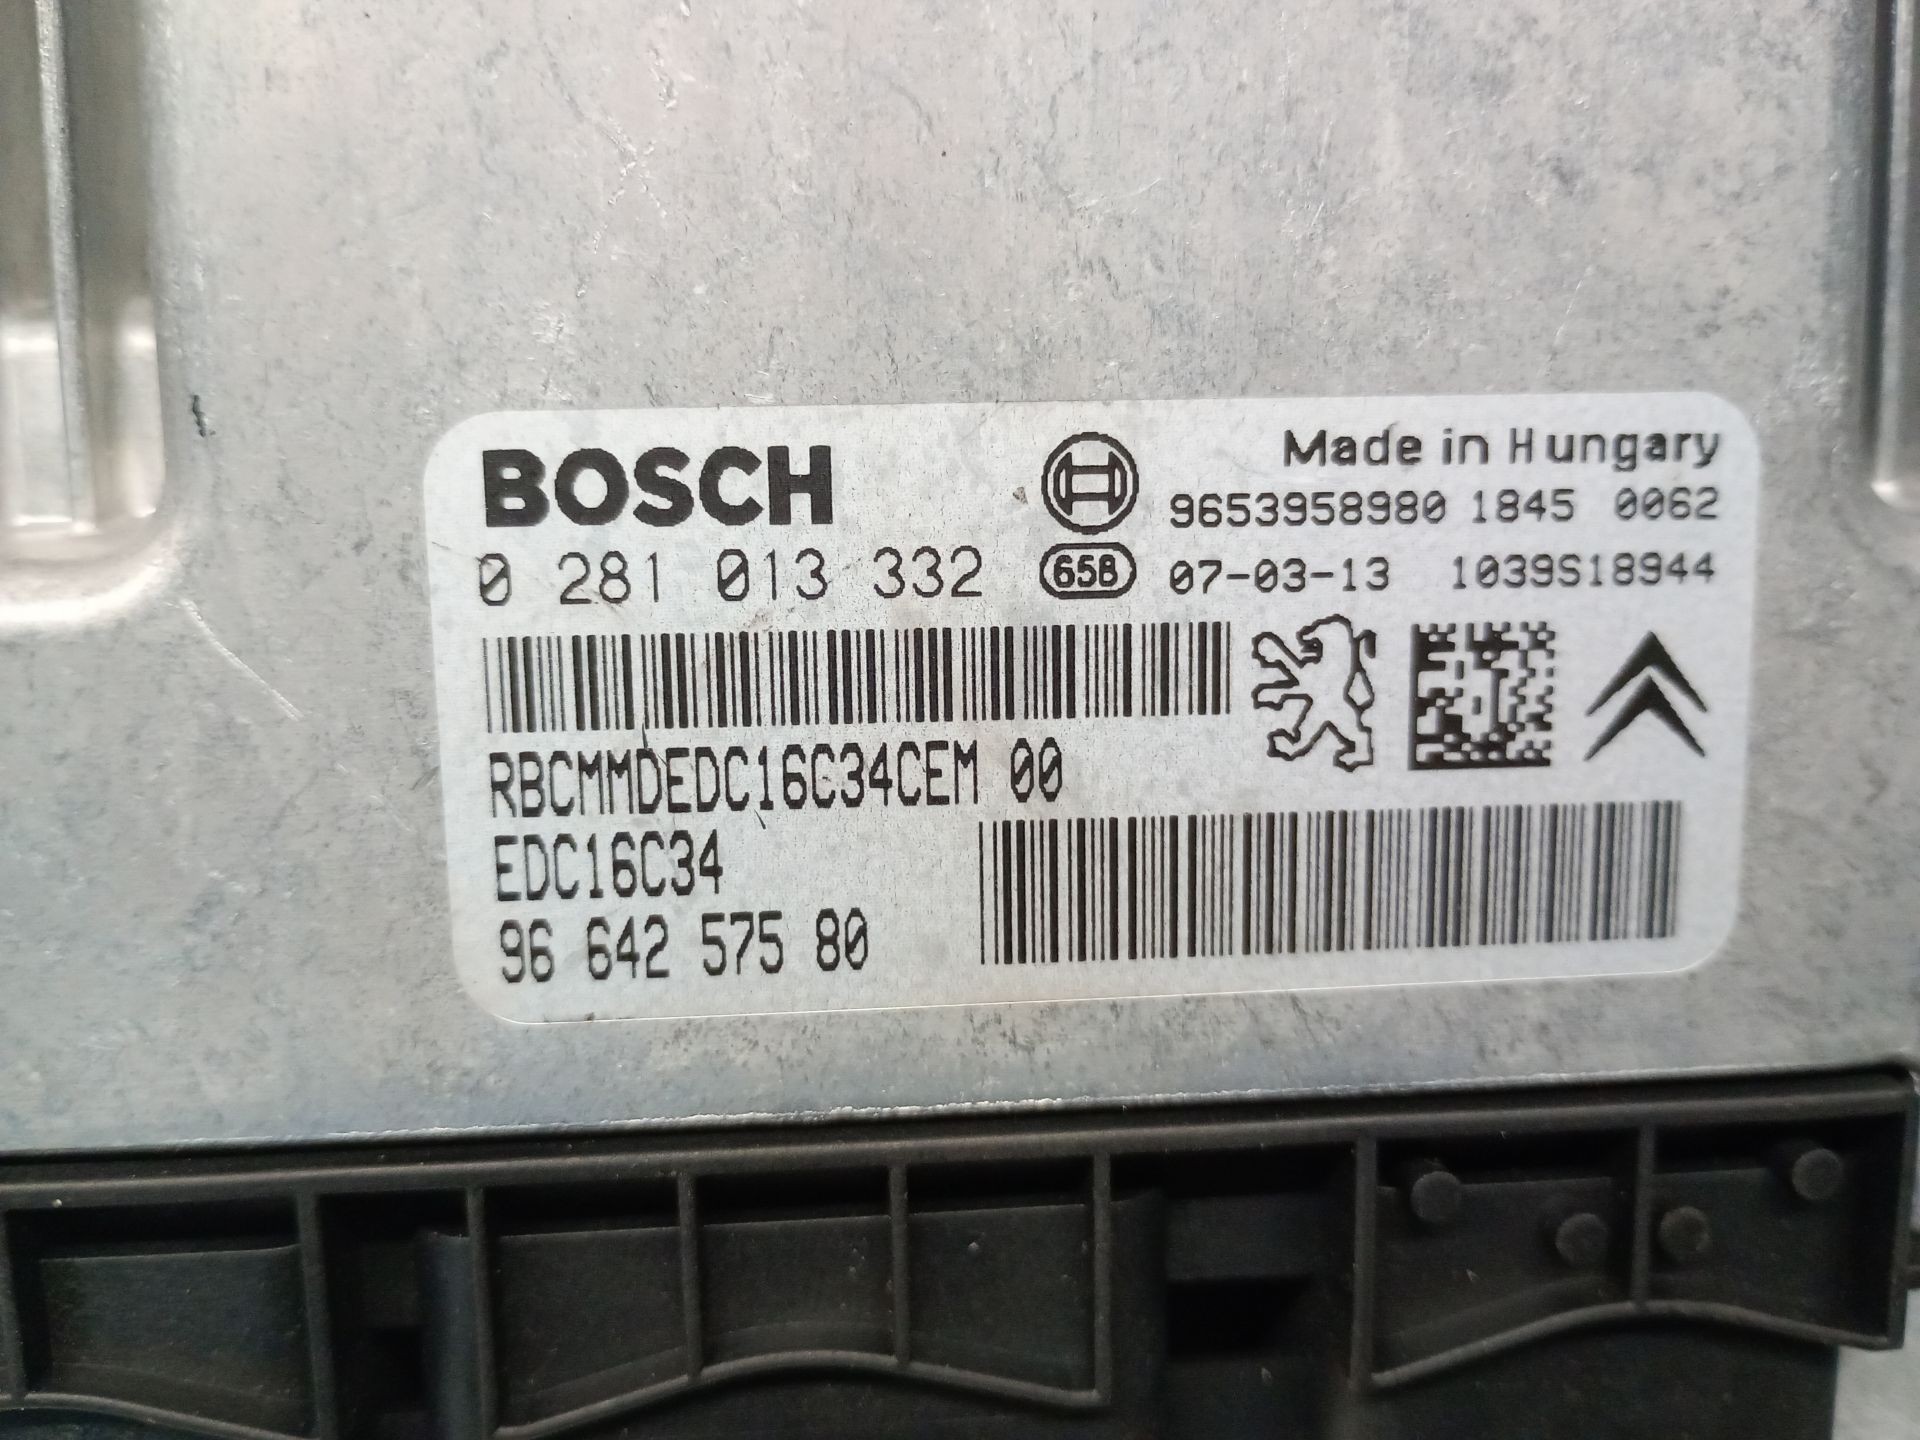 BOSCH
Made in Hungary
9653958980 1845 0062
0 281 013 332
658
07-03-13 1039S18944
RBCMMDEDC16C34CEM 00
EDC16C34
96 642 575 80